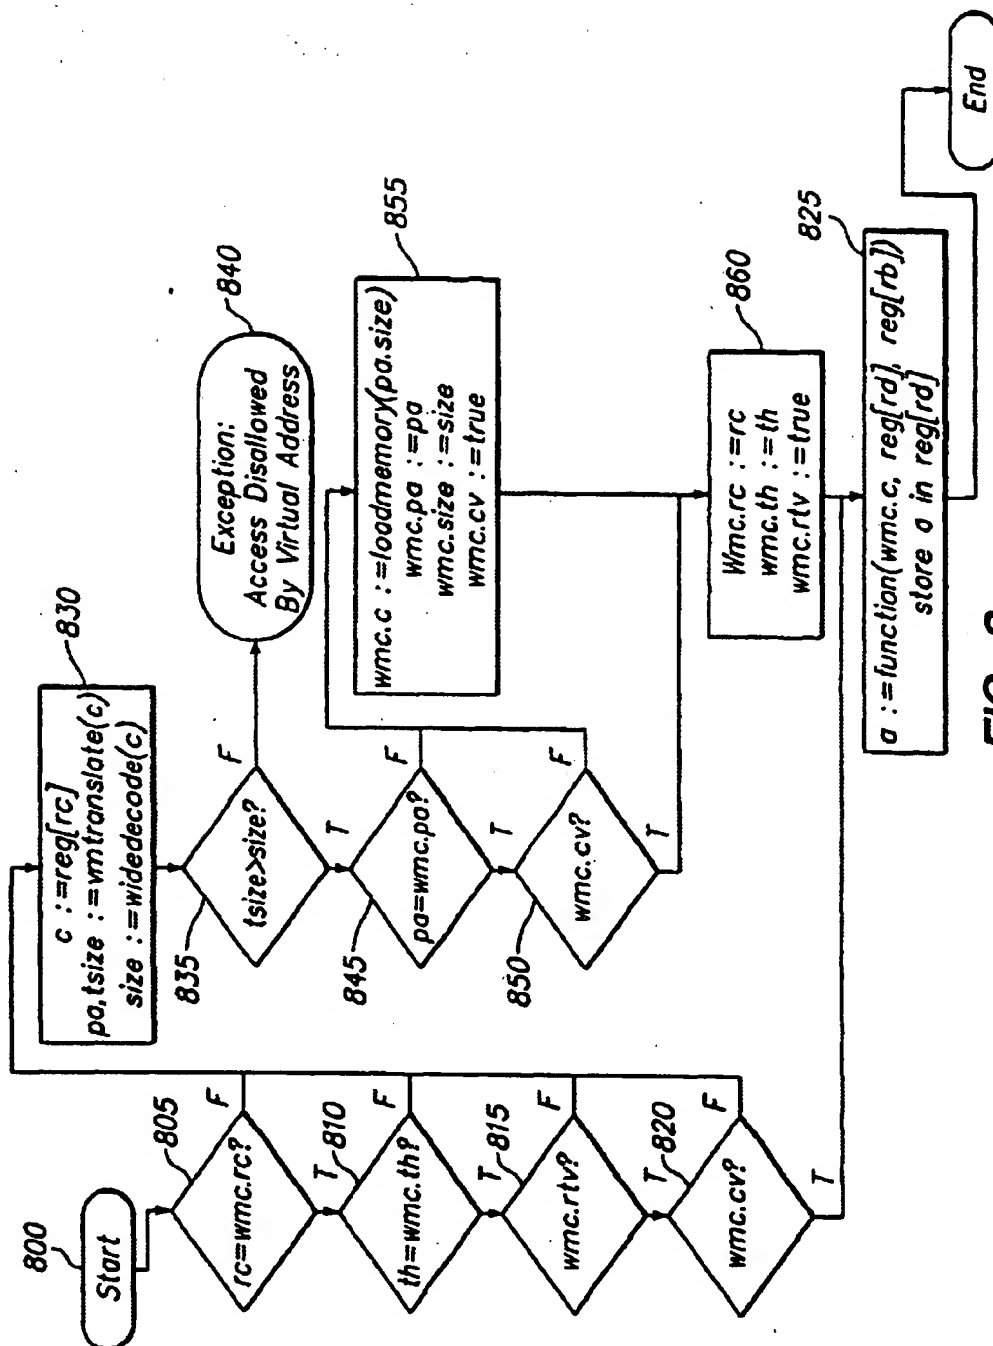 800
Start
805
rc=wmc.rc?
F
T
810
th=wmc.th?
F
T
815
wmc.rtv?
F
T
820
wmc.cv?
F
T
830
c :=reg[rc]
pa,tsize :=vmtranslate(c)
size :=widedecode(c)
835
tsize>size?
F
T
840
Exception:
Access Disallowed
By Virtual Address
845
pa=wmc.pa?
F
T
850
wmc.cv?
F
T
855
wmc.c :=loadmemory(pa.size)
wmc.pa :=pa
wmc.size :=size
wmc.cv :=true
860
Wmc.rc :=rc
wmc.th :=th
wmc.rtv :=true
825
a :=function(wmc.c, reg[rd], reg[rb])
store a in reg[rd]
End
FIG.